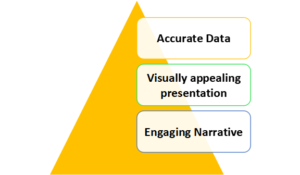 Accurate Data
Visually appealing
presentation
Engaging Narrative